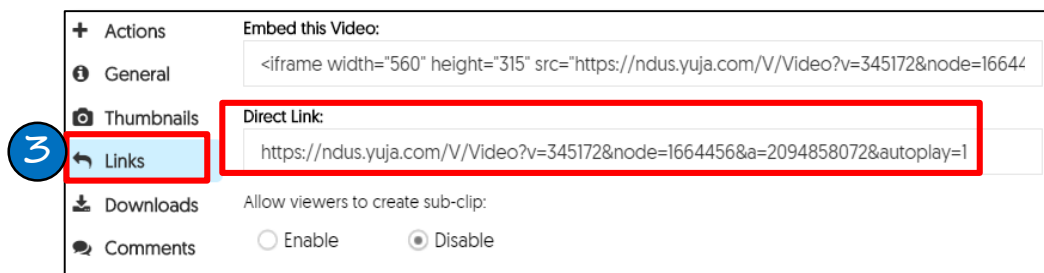 Actions
General
Thumbnails
3
Links
Downloads
Comments
Embed this Video:
<iframe width="560" height="315" src="https://ndus.yuja.com/V/Video?v=345172&node=16644
Direct Link:
https://ndus.yuja.com/V/Video?v=345172&node=1664456&a=2094858072&autoplay=1
Allow viewers to create sub-clip:
Enable Disable